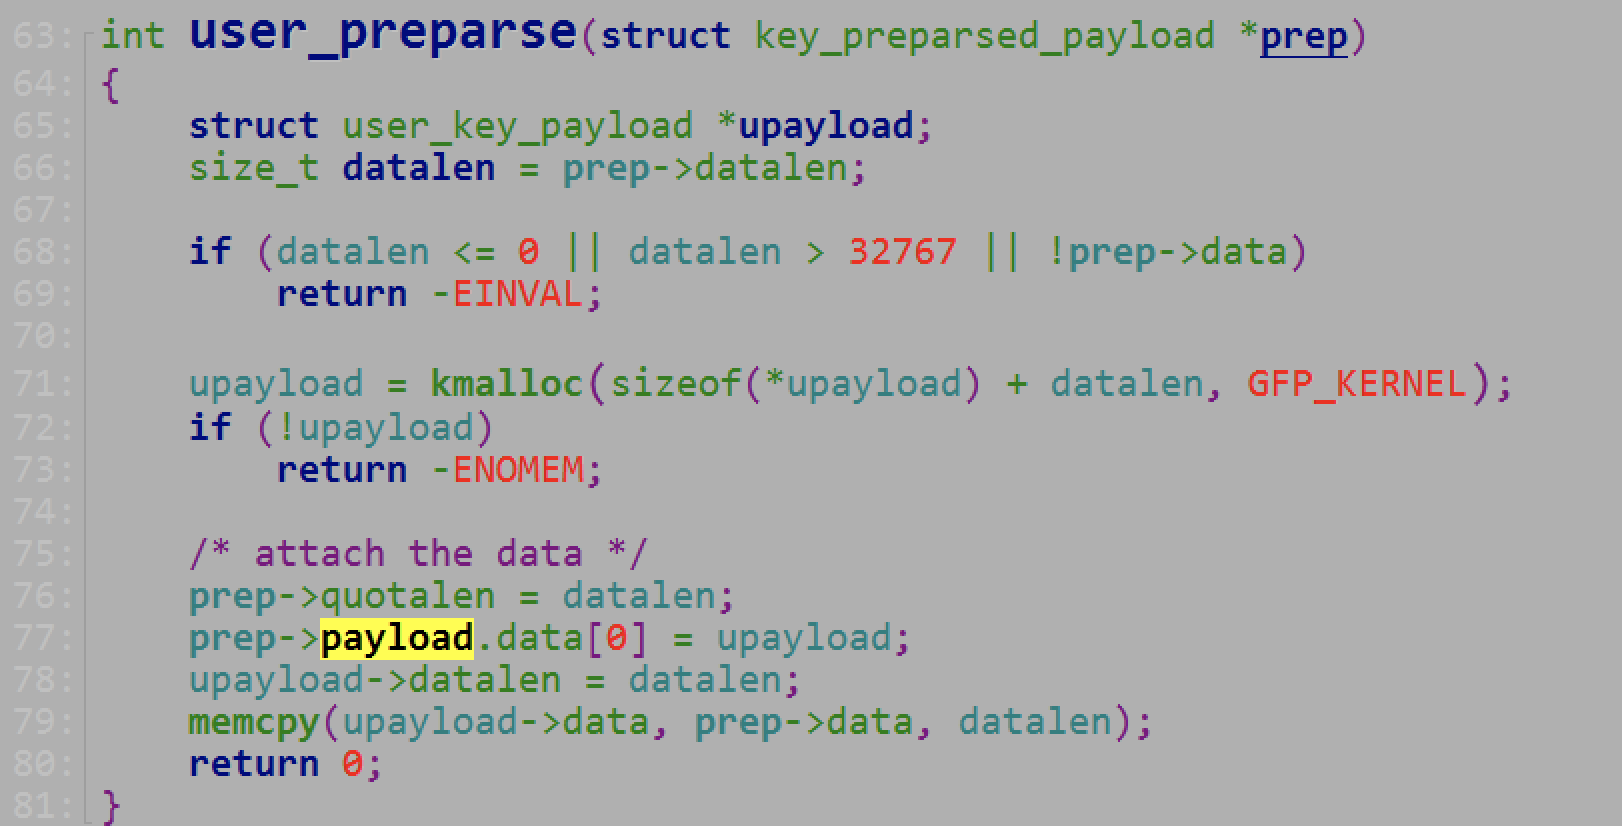 63: int user_preparse(struct key_preparsed_payload *prep)
64: {
65:     struct user_key_payload *upayload;
66:     size_t datalen = prep->datalen;
67:
68:     if (datalen <= 0 || datalen > 32767 || !prep->data)
69:         return -EINVAL;
70:
71:     upayload = kmalloc(sizeof(*upayload) + datalen, GFP_KERNEL);
72:     if (!upayload)
73:         return -ENOMEM;
74:
75:     /* attach the data */
76:     prep->quotalen = datalen;
77:     prep->payload.data[0] = upayload;
78:     upayload->datalen = datalen;
79:     memcpy(upayload->data, prep->data, datalen);
80:     return 0;
81: }